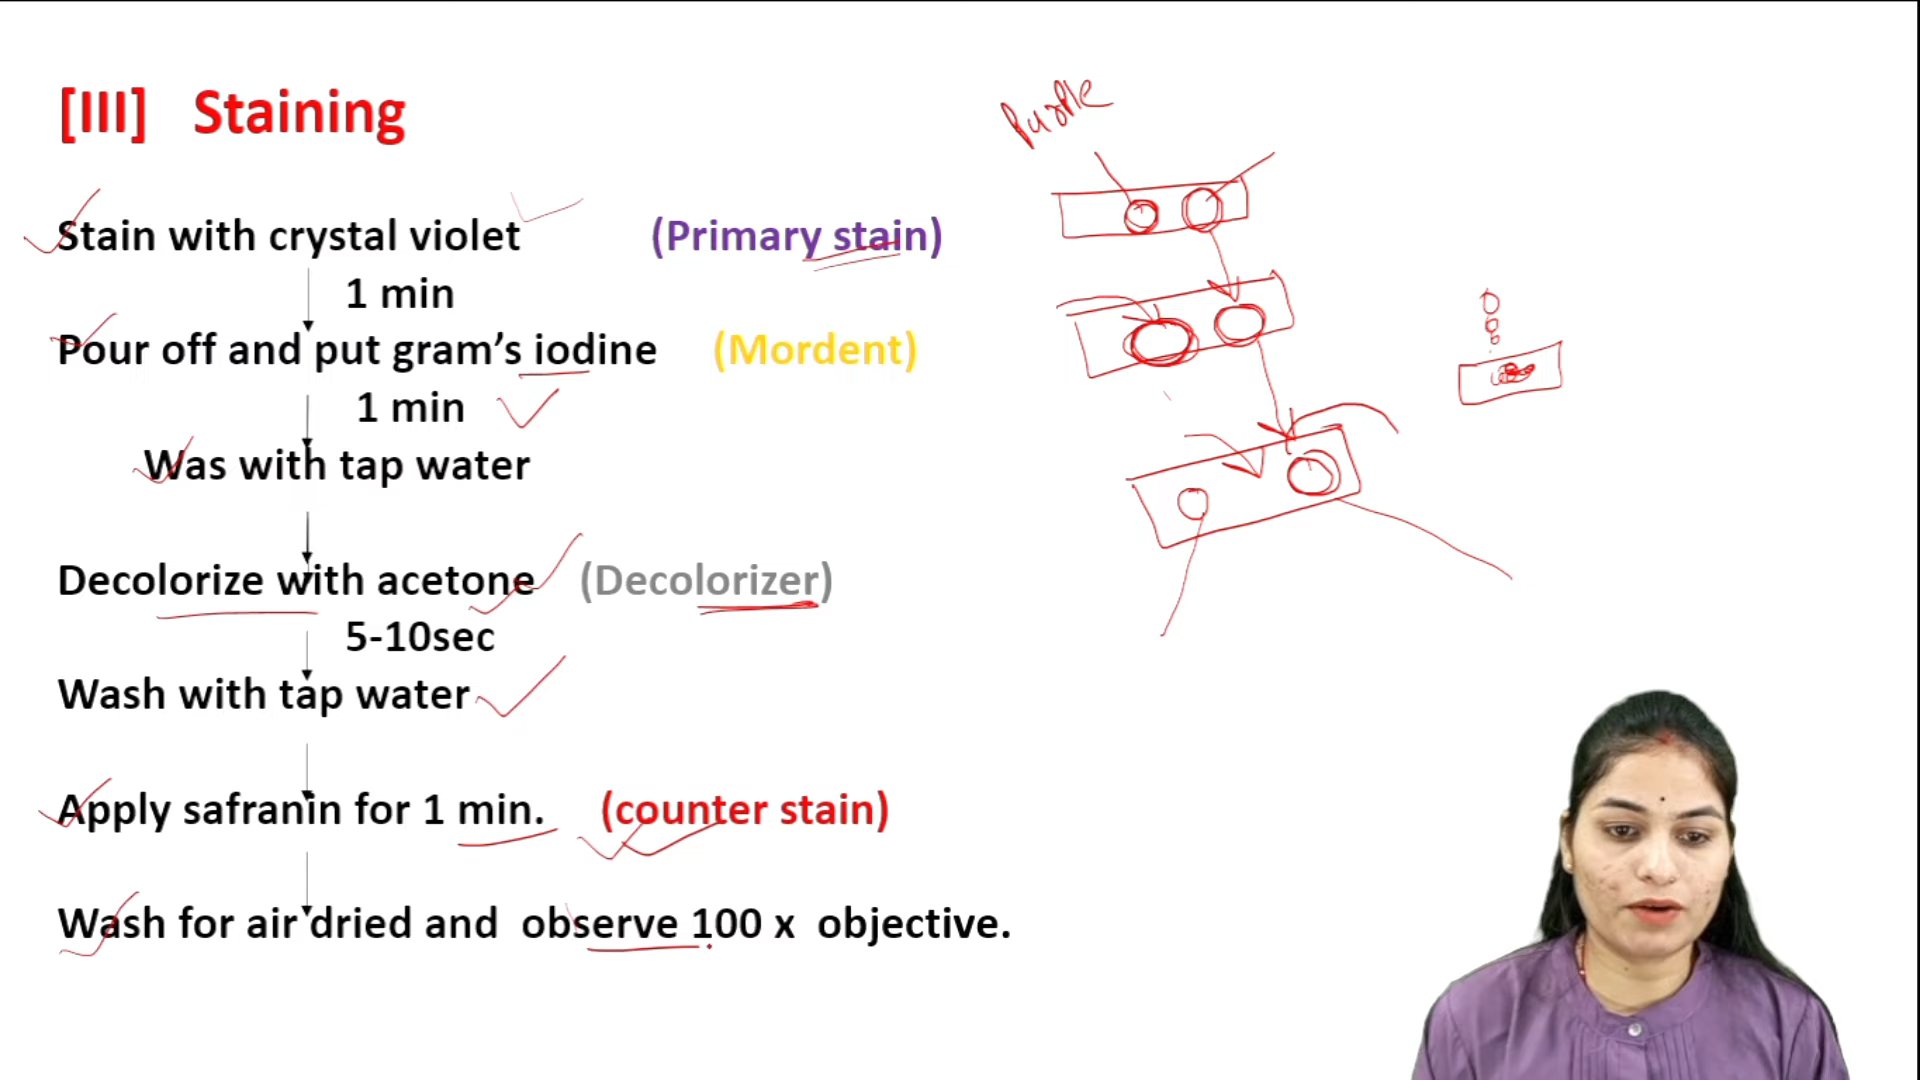 [III] Staining
Purple
Stain with crystal violet (Primary stain)
1 min
Pour off and put gram's iodine (Mordent)
1 min
Was with tap water
Decolorize with acetone (Decolorizer)
5-10sec
Wash with tap water
Apply safranin for 1 min. (counter stain)
Wash for air dried and observe 100 x objective.